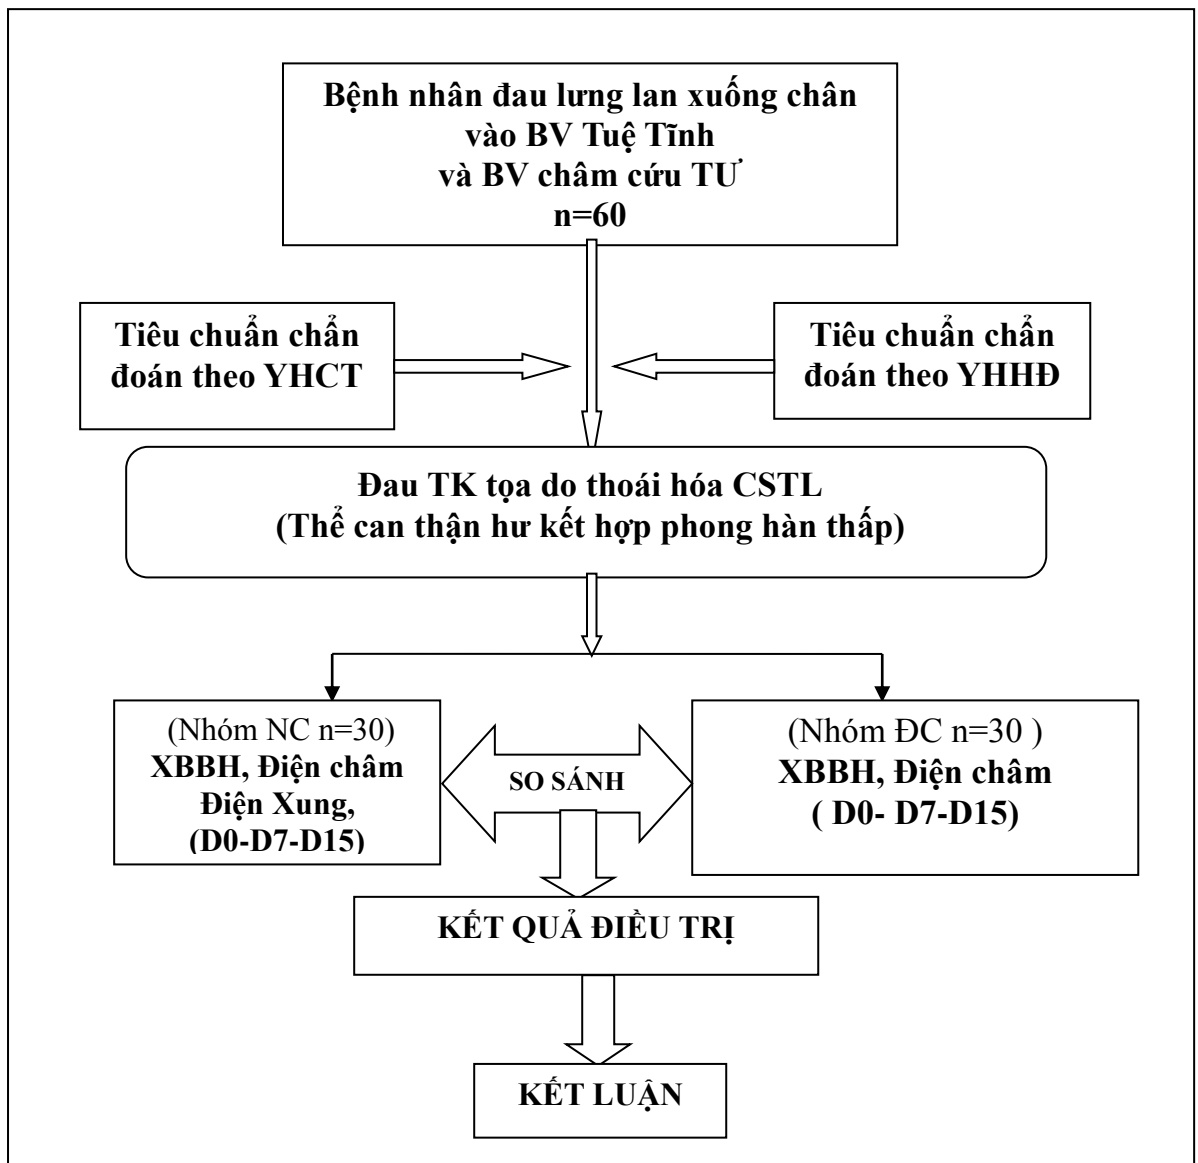 Bệnh nhân đau lưng lan xuống chân
vào BV Tuệ Tĩnh
và BV châm cứu TƯ
n=60
Tiêu chuẩn chẩn
đoán theo YHCT
Tiêu chuẩn chẩn
đoán theo YHHĐ
Đau TK tọa do thoái hóa CSTL
(Thể can thận hư kết hợp phong hàn thấp)
(Nhóm NC n=30)
XBBH, Điện châm
Điện Xung,
(D0-D7-D15)
SO SÁNH
(Nhóm ĐC n=30 )
XBBH, Điện châm
( D0- D7-D15)
KẾT QUẢ ĐIỀU TRỊ
KẾT LUẬN